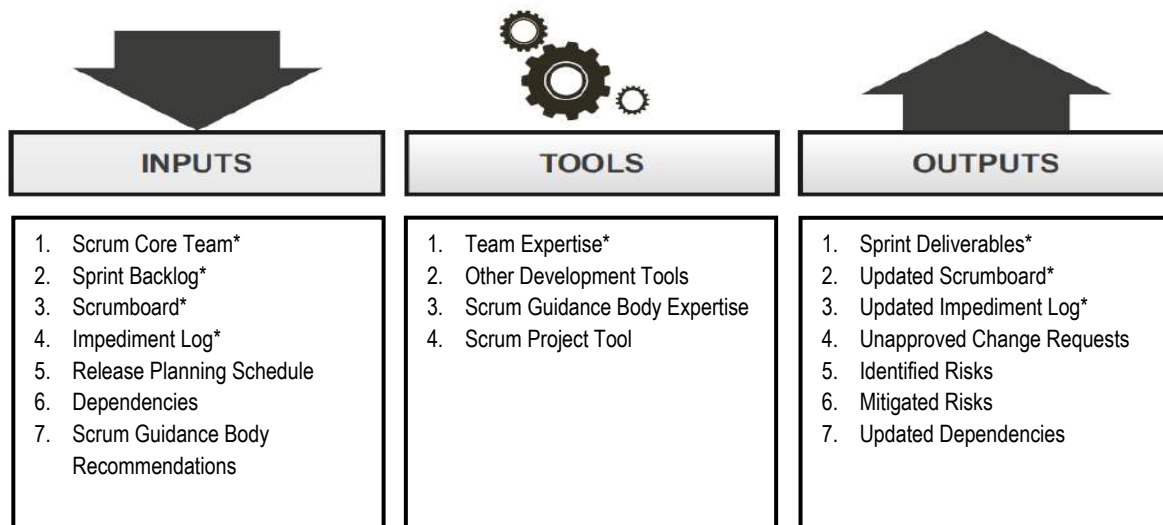 INPUTS
1. Scrum Core Team*
2. Sprint Backlog*
3. Scrumboard*
4. Impediment Log*
5. Release Planning Schedule
6. Dependencies
7. Scrum Guidance Body
Recommendations
TOOLS
1. Team Expertise*
2. Other Development Tools
3. Scrum Guidance Body Expertise
4. Scrum Project Tool
OUTPUTS
1. Sprint Deliverables*
2. Updated Scrumboard*
3. Updated Impediment Log*
4. Unapproved Change Requests
5. Identified Risks
6. Mitigated Risks
7. Updated Dependencies